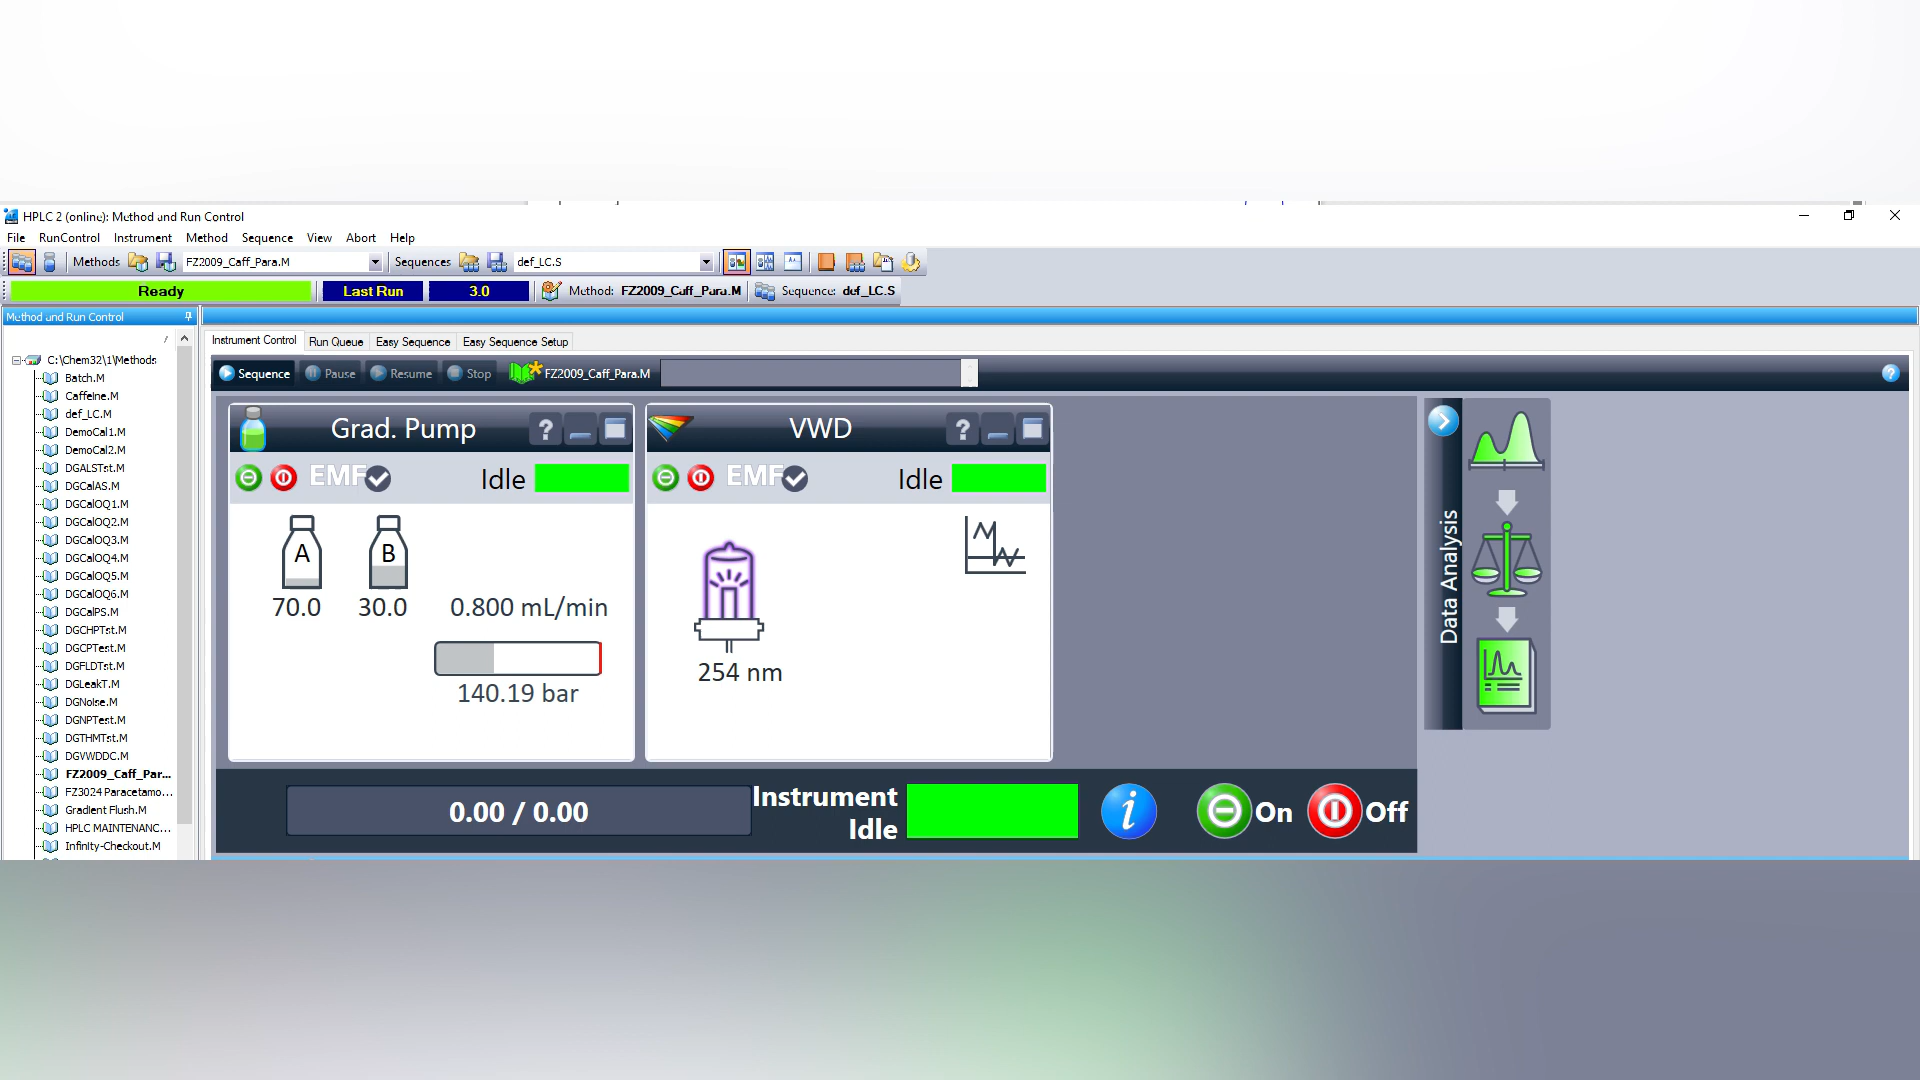 HPLC 2 (online): Method and Run Control
File RunControl Instrument Method Sequence View Abort Help
Methods FZ2009_Caff_Para.M Sequences def_LC.S
Ready Last Run 3.0 Method: FZ2009_Caff_Para.M Sequence: def_LC.S
Method and Run Control
Instrument Control Run Queue Easy Sequence Easy Sequence Setup
Sequence Pause Resume Stop FZ2009_Caff_Para.M
C:\Chem32\1\Methods
Batch.M
Caffeine.M
def_LC.M
DemoCal1.M
DemoCal2.M
DGALSTst.M
DGCalAS.M
DGCalOQ1.M
DGCalOQ2.M
DGCalOQ3.M
DGCalOQ4.M
DGCalOQ5.M
DGCalOQ6.M
DGCalPS.M
DGCHPTst.M
DGCPTest.M
DGFLDTst.M
DGLeakT.M
DGNoise.M
DGNPTest.M
DGTHMTst.M
DGVWDDC.M
FZ2009_Caff_Par...
FZ3024 Paracetamo...
Gradient Flush.M
HPLC MAINTENANC...
Infinity-Checkout.M
Grad. Pump ?
EMF Idle
A B
70.0 30.0 0.800 mL/min
140.19 bar
VWD ?
EMF Idle
254 nm
Data Analysis
0.00 / 0.00
Instrument
Idle
i On Off